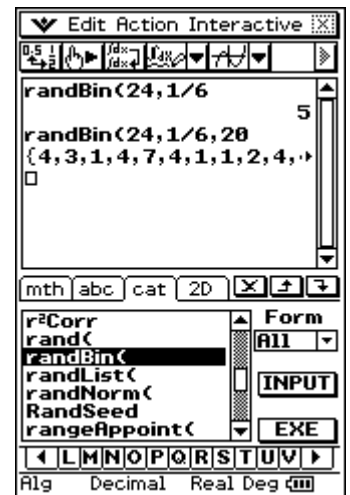 Edit Action Interactive
randBin(24,1/6
5
randBin(24,1/6,20
{4,3,1,4,7,4,1,1,2,4,
mth abc cat 2D
r²Corr
rand(
randBin(
randList(
randNorm(
RandSeed
rangeAppoint(
Form
All
INPUT
EXE
L M N O P Q R S T U V
Alg Decimal Real Deg